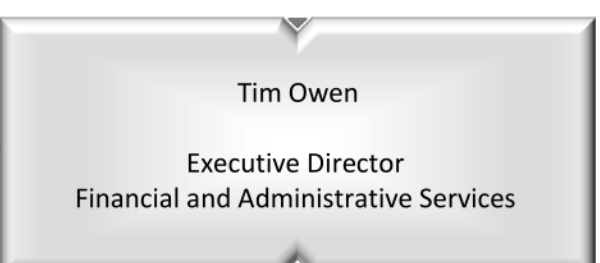 Tim Owen
Executive Director
Financial and Administrative Services